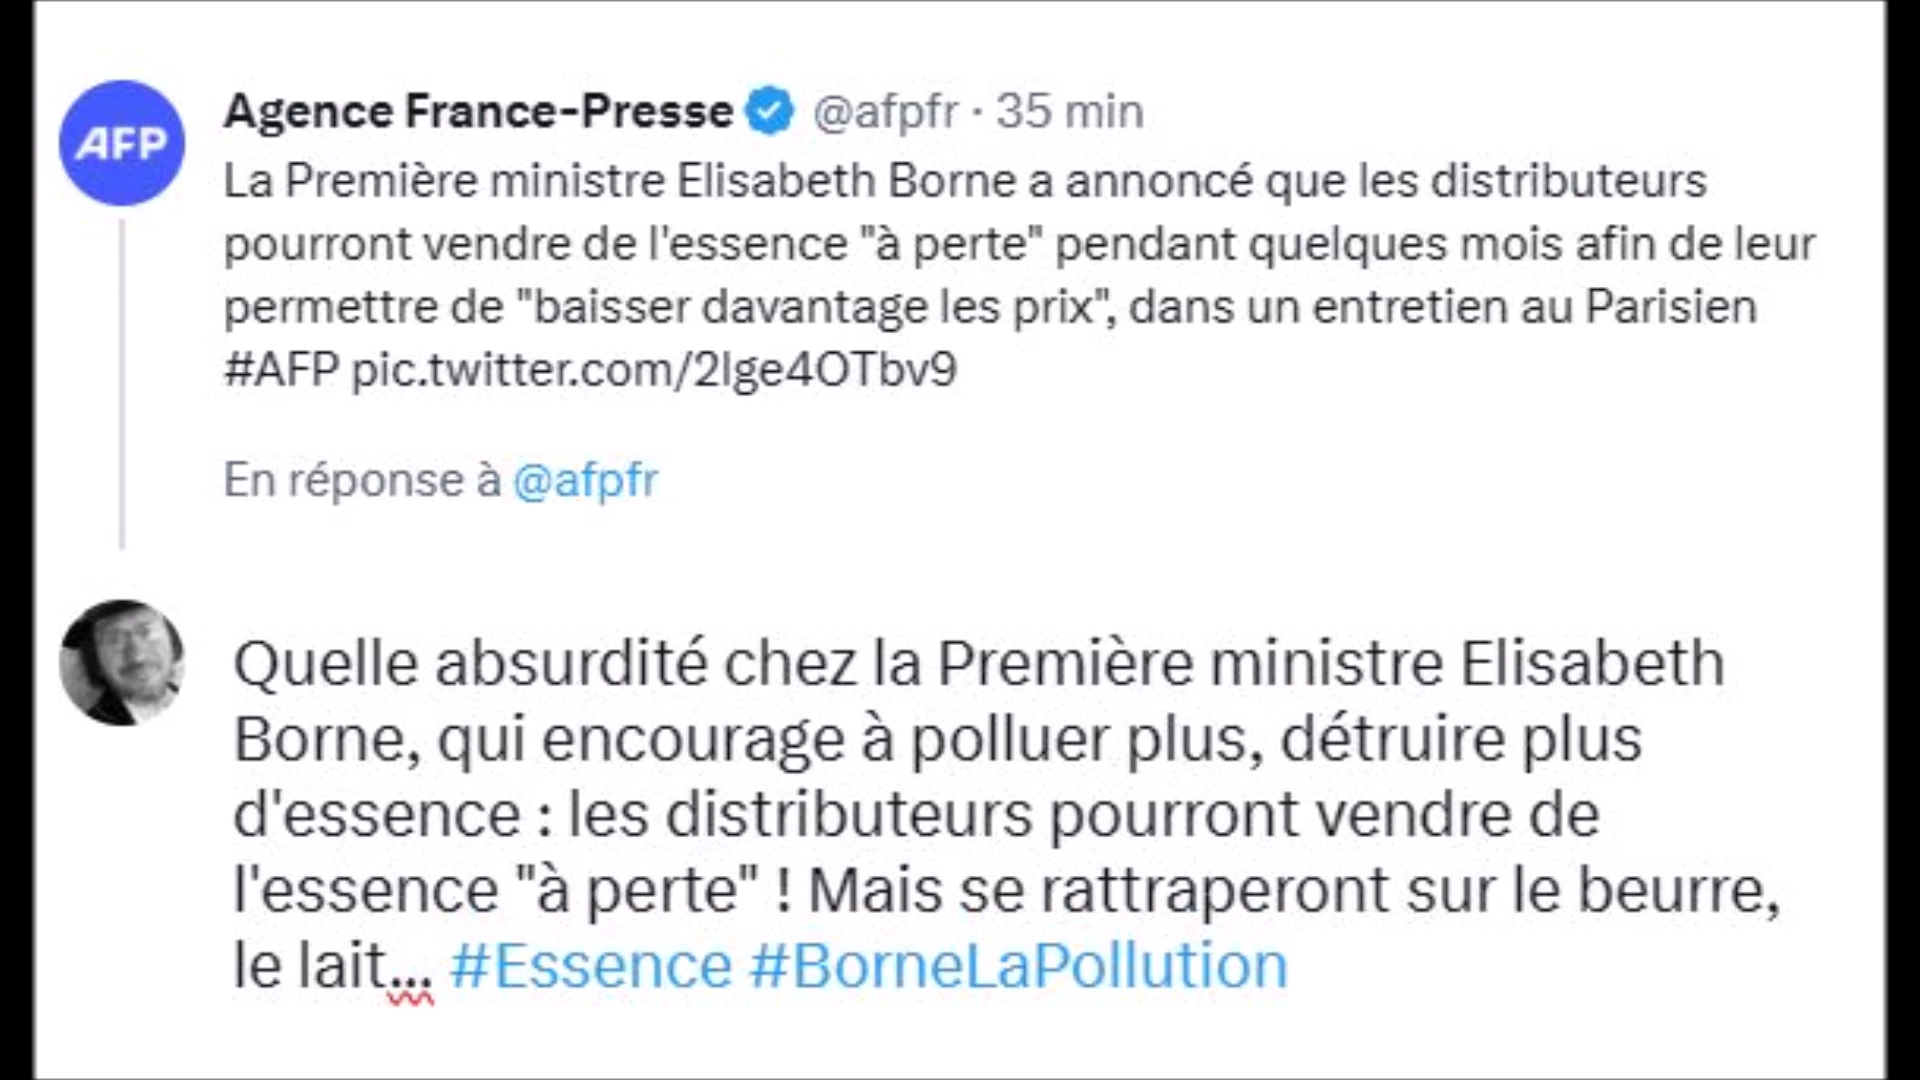 AFP
Agence France-Presse @afpfr · 35 min
La Première ministre Elisabeth Borne a annoncé que les distributeurs
pourront vendre de l'essence "à perte" pendant quelques mois afin de leur
permettre de "baisser davantage les prix", dans un entretien au Parisien
#AFP pic.twitter.com/2lge4OTbv9
En réponse à @afpfr
Quelle absurdité chez la Première ministre Elisabeth
Borne, qui encourage à polluer plus, détruire plus
d'essence : les distributeurs pourront vendre de
l'essence "à perte" ! Mais se rattraperont sur le beurre,
le lait... #Essence #BorneLaPollution